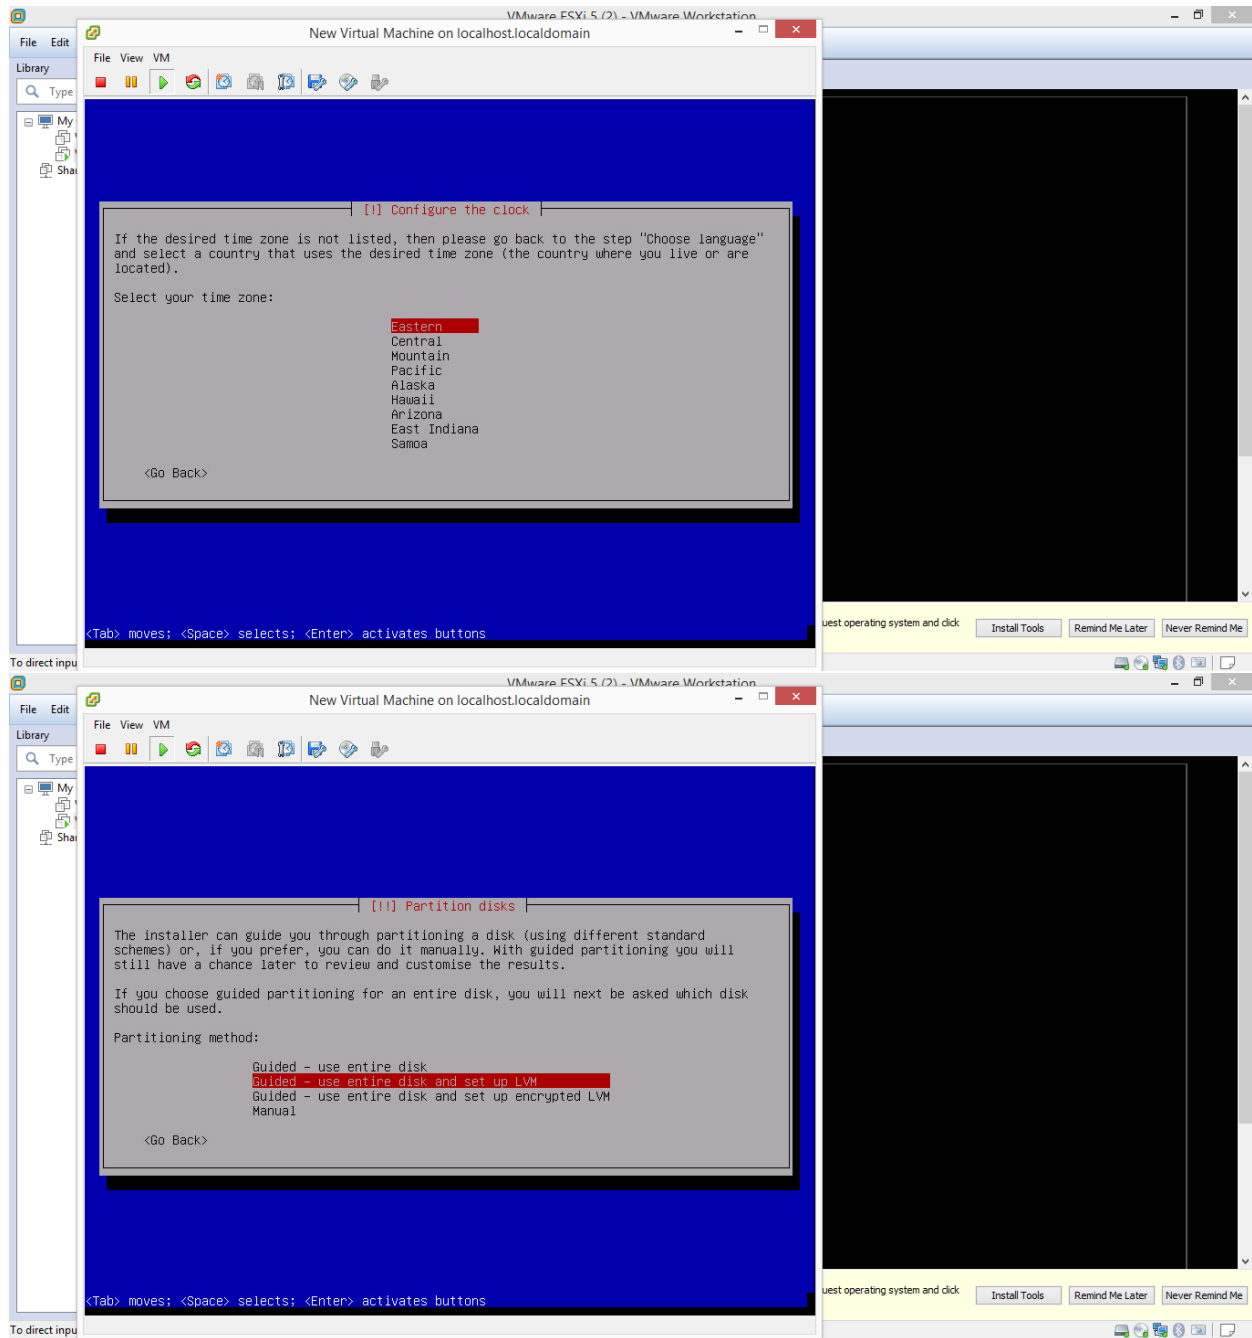 VMware ESXi 5 (2) - VMware Workstation
New Virtual Machine on localhost.localdomain
File Edit
File View VM
Library
Type
My
Shar
[!] Configure the clock
If the desired time zone is not listed, then please go back to the step "Choose language"
and select a country that uses the desired time zone (the country where you live or are
located).
Select your time zone:
Eastern
Central
Mountain
Pacific
Alaska
Hawaii
Arizona
East Indiana
Samoa
<Go Back>
<Tab> moves; <Space> selects; <Enter> activates buttons
uest operating system and click
Install Tools
Remind Me Later
Never Remind Me
To direct inpu
VMware ESXi 5 (2) - VMware Workstation
New Virtual Machine on localhost.localdomain
File Edit
File View VM
Library
Type
My
Shar
[!!] Partition disks
The installer can guide you through partitioning a disk (using different standard
schemes) or, if you prefer, you can do it manually. With guided partitioning you will
still have a chance later to review and customise the results.
If you choose guided partitioning for an entire disk, you will next be asked which disk
should be used.
Partitioning method:
Guided - use entire disk
Guided - use entire disk and set up LVM
Guided - use entire disk and set up encrypted LVM
Manual
<Go Back>
<Tab> moves; <Space> selects; <Enter> activates buttons
uest operating system and click
Install Tools
Remind Me Later
Never Remind Me
To direct inpu